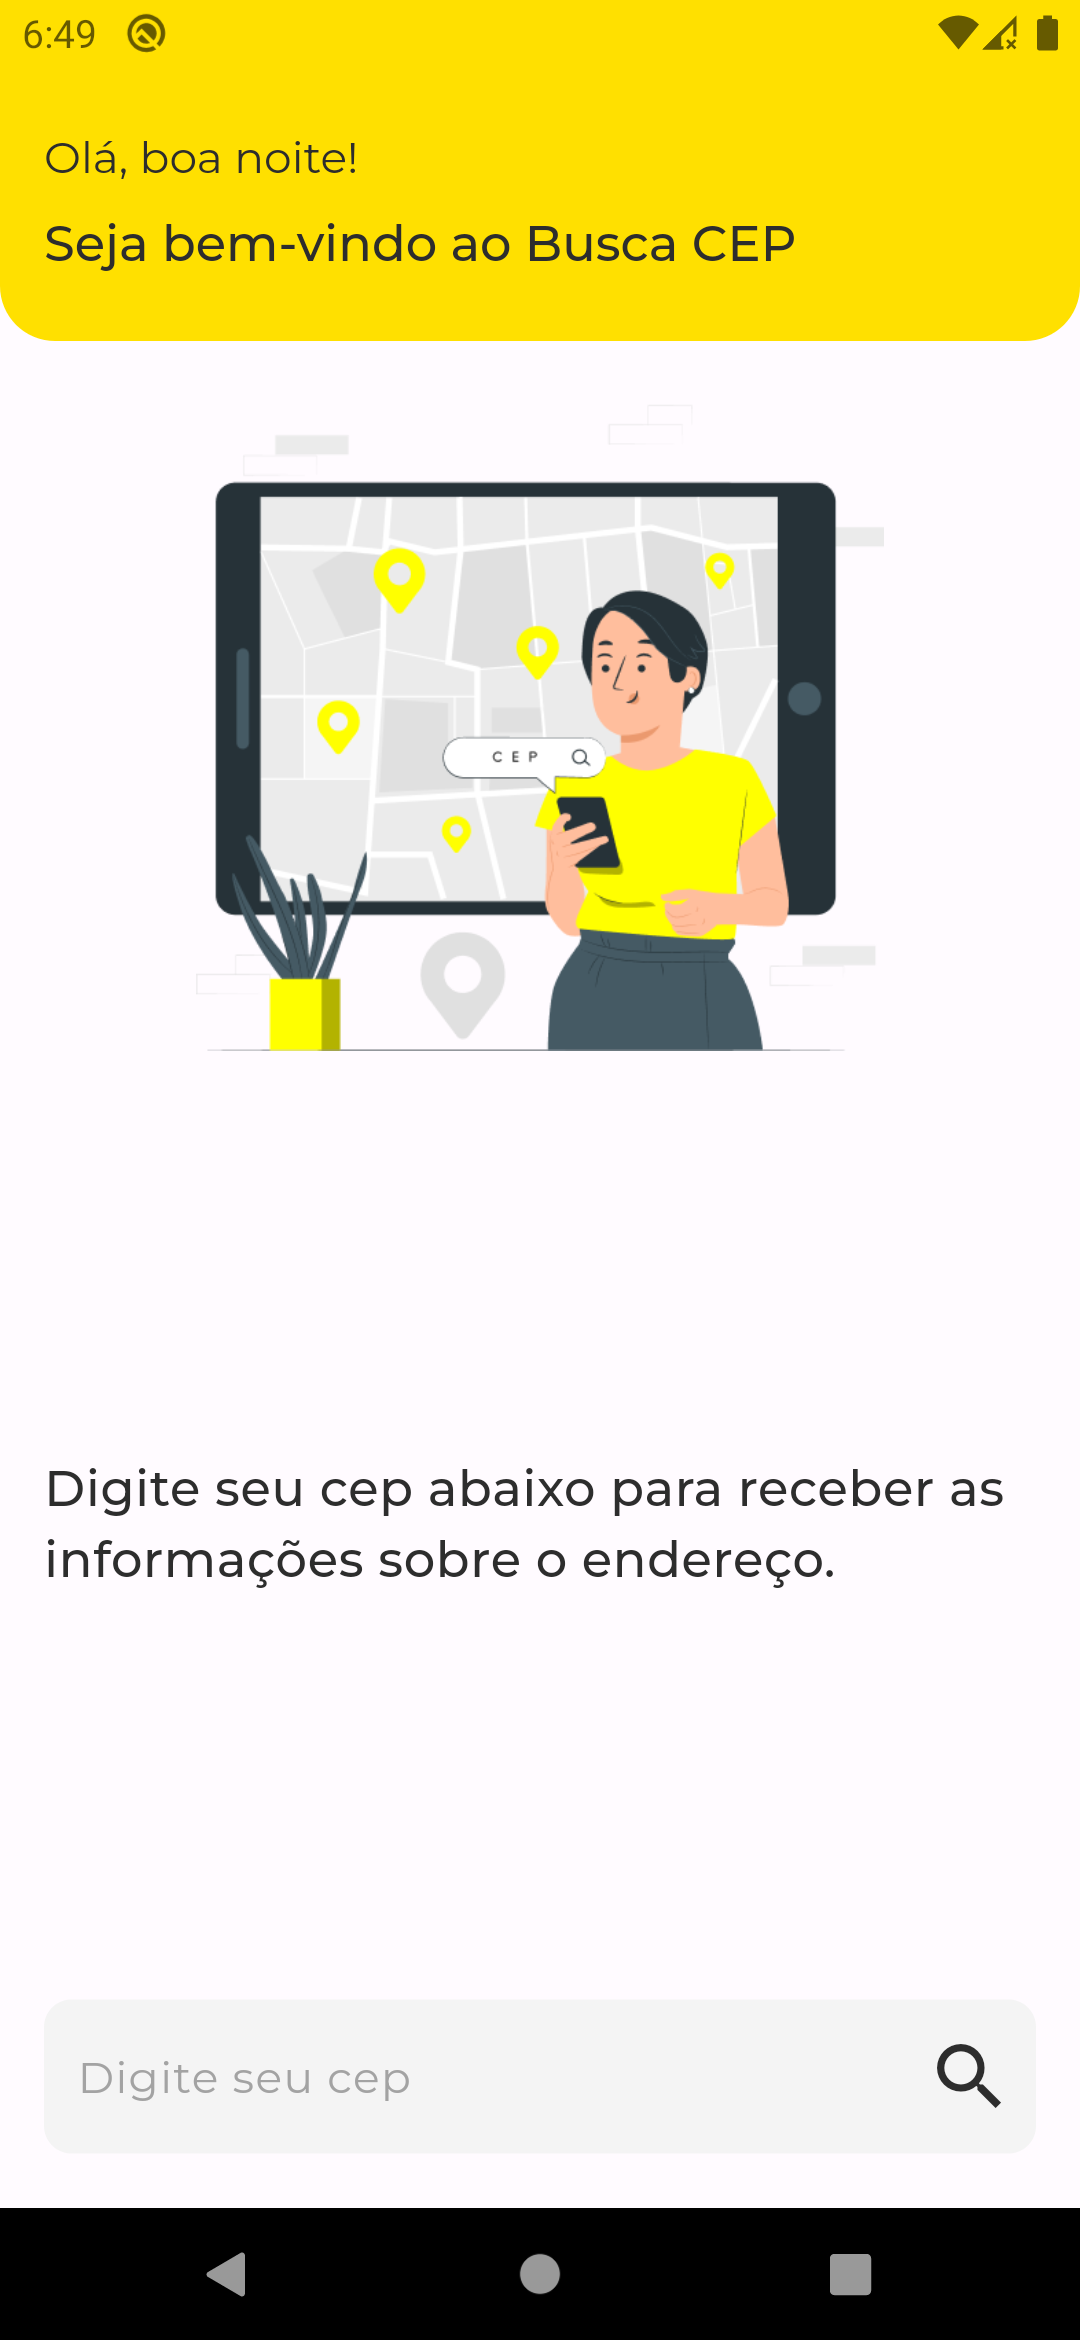 6:49
Olá, boa noite!
Seja bem-vindo ao Busca CEP
CEP
Digite seu cep abaixo para receber as
informações sobre o endereço.
Digite seu cep